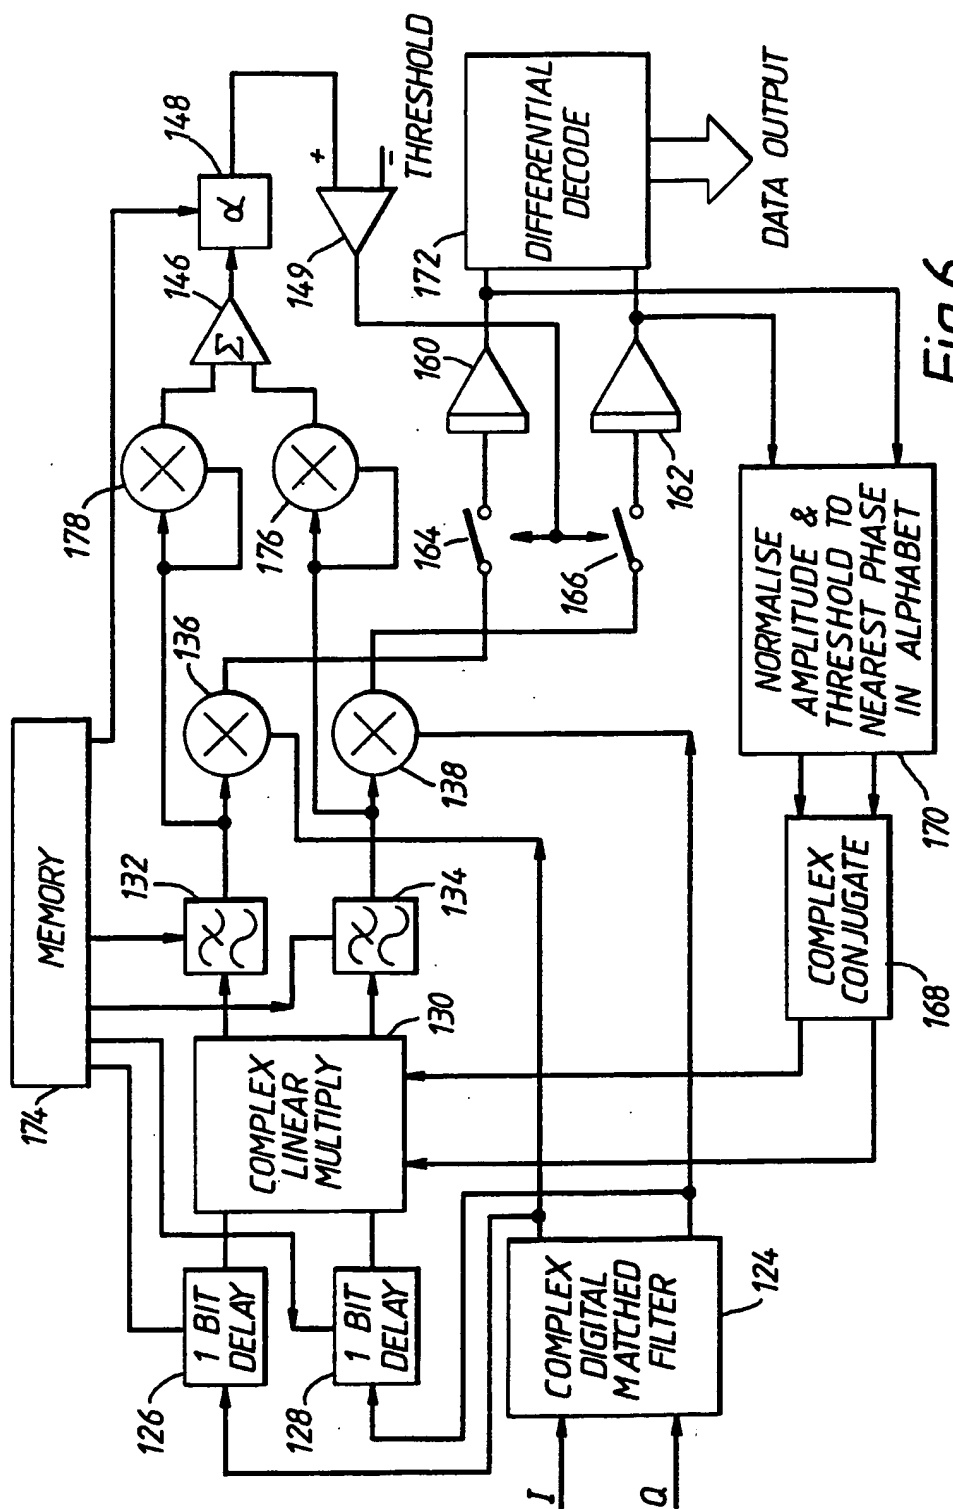 MEMORY
174
1 BIT
DELAY
126
1 BIT
DELAY
128
COMPLEX
LINEAR
MULTIPLY
130
132
134
136
138
178
176
Σ
146
α
148
+
−
149
THRESHOLD
164
166
160
162
DIFFERENTIAL
DECODE
172
DATA OUTPUT
I
Q
COMPLEX
DIGITAL
MATCHED
FILTER
124
COMPLEX
CONJUGATE
168
NORMALISE
AMPLITUDE &
THRESHOLD TO
NEAREST PHASE
IN ALPHABET
170
Fig.6